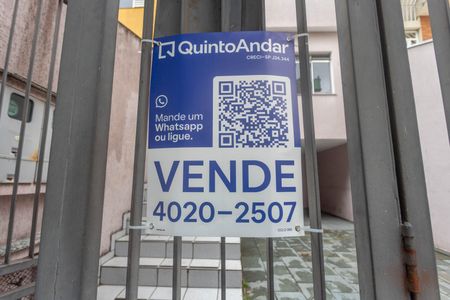 QuintoAndar
CRECI-SP J24.344
Mande um
Whatsapp
ou ligue.
VENDE
4020-2507